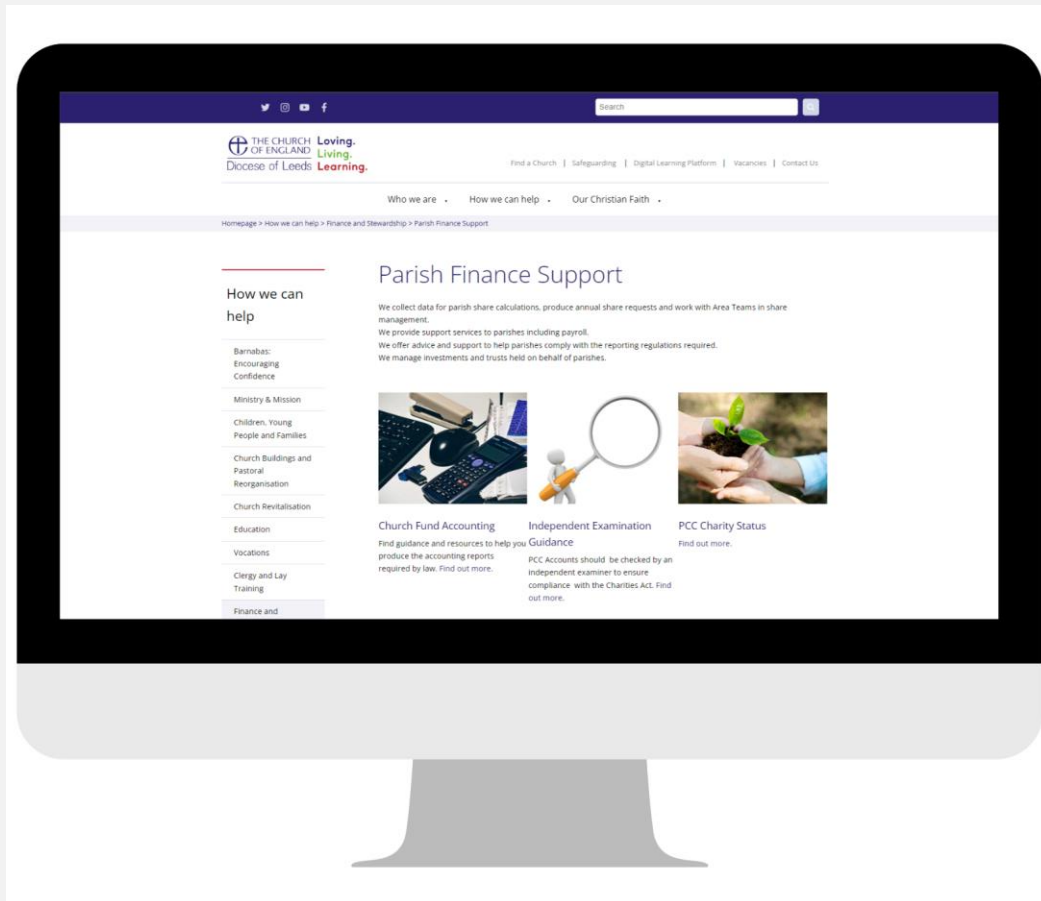 Search
THE CHURCH
OF ENGLAND
Diocese of Leeds
Loving.
Living.
Learning.
Find a Church | Safeguarding | Digital Learning Platform | Vacancies | Contact Us
Who we are
How we can help
Our Christian Faith
Homepage > How we can help > Finance and Stewardship > Parish Finance Support
How we can
help
Barnabas:
Encouraging
Confidence
Ministry & Mission
Children, Young
People and Families
Church Buildings and
Pastoral
Reorganisation
Church Revitalisation
Education
Vocations
Clergy and Lay
Training
Finance and
Parish Finance Support
We collect data for parish share calculations, produce annual share requests and work with Area Teams in share
management.
We provide support services to parishes including payroll.
We offer advice and support to help parishes comply with the reporting regulations required.
We manage investments and trusts held on behalf of parishes.
Church Fund Accounting
Find guidance and resources to help you
produce the accounting reports
required by law. Find out more.
Independent Examination
Guidance
PCC Accounts should be checked by an
independent examiner to ensure
compliance with the Charities Act. Find
out more.
PCC Charity Status
Find out more.